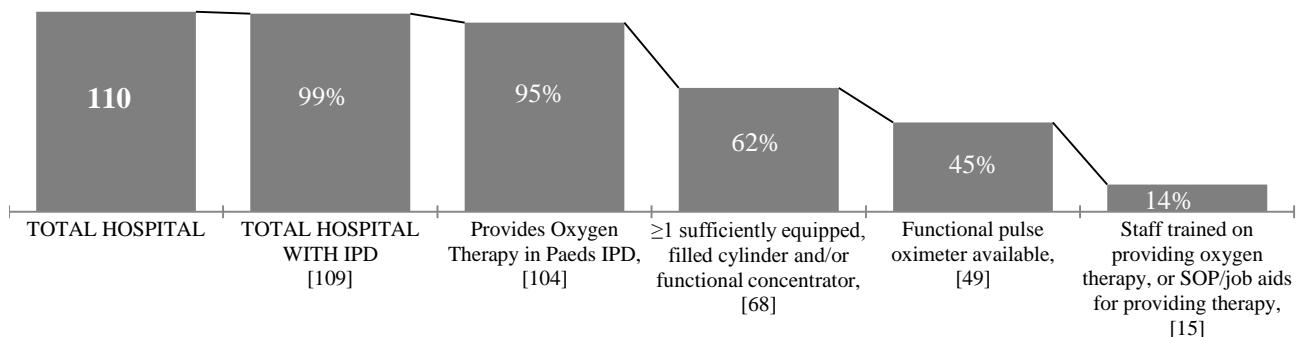 110
99%
95%
62%
45%
14%
TOTAL HOSPITAL
TOTAL HOSPITAL
WITH IPD
[109]
Provides Oxygen
Therapy in Paeds IPD,
[104]
≥1 sufficiently equipped,
filled cylinder and/or
functional concentrator,
[68]
Functional pulse
oximeter available,
[49]
Staff trained on
providing oxygen
therapy, or SOP/job aids
for providing therapy,
[15]